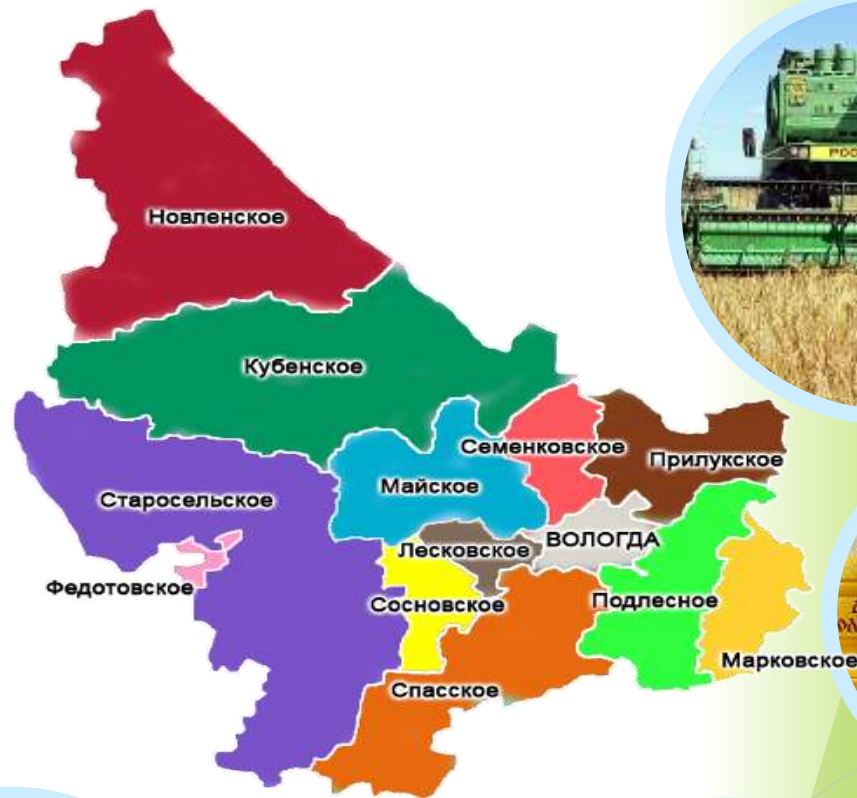 Новленское
Кубенское
Семенковское
Прилукское
Майское
Старосельское
ВОЛОГДА
Лесковское
Федотовское
Сосновское
Подлесное
Марковское
Спасское